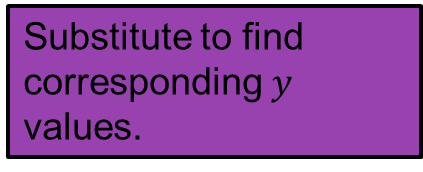 Substitute to find
corresponding y
values.